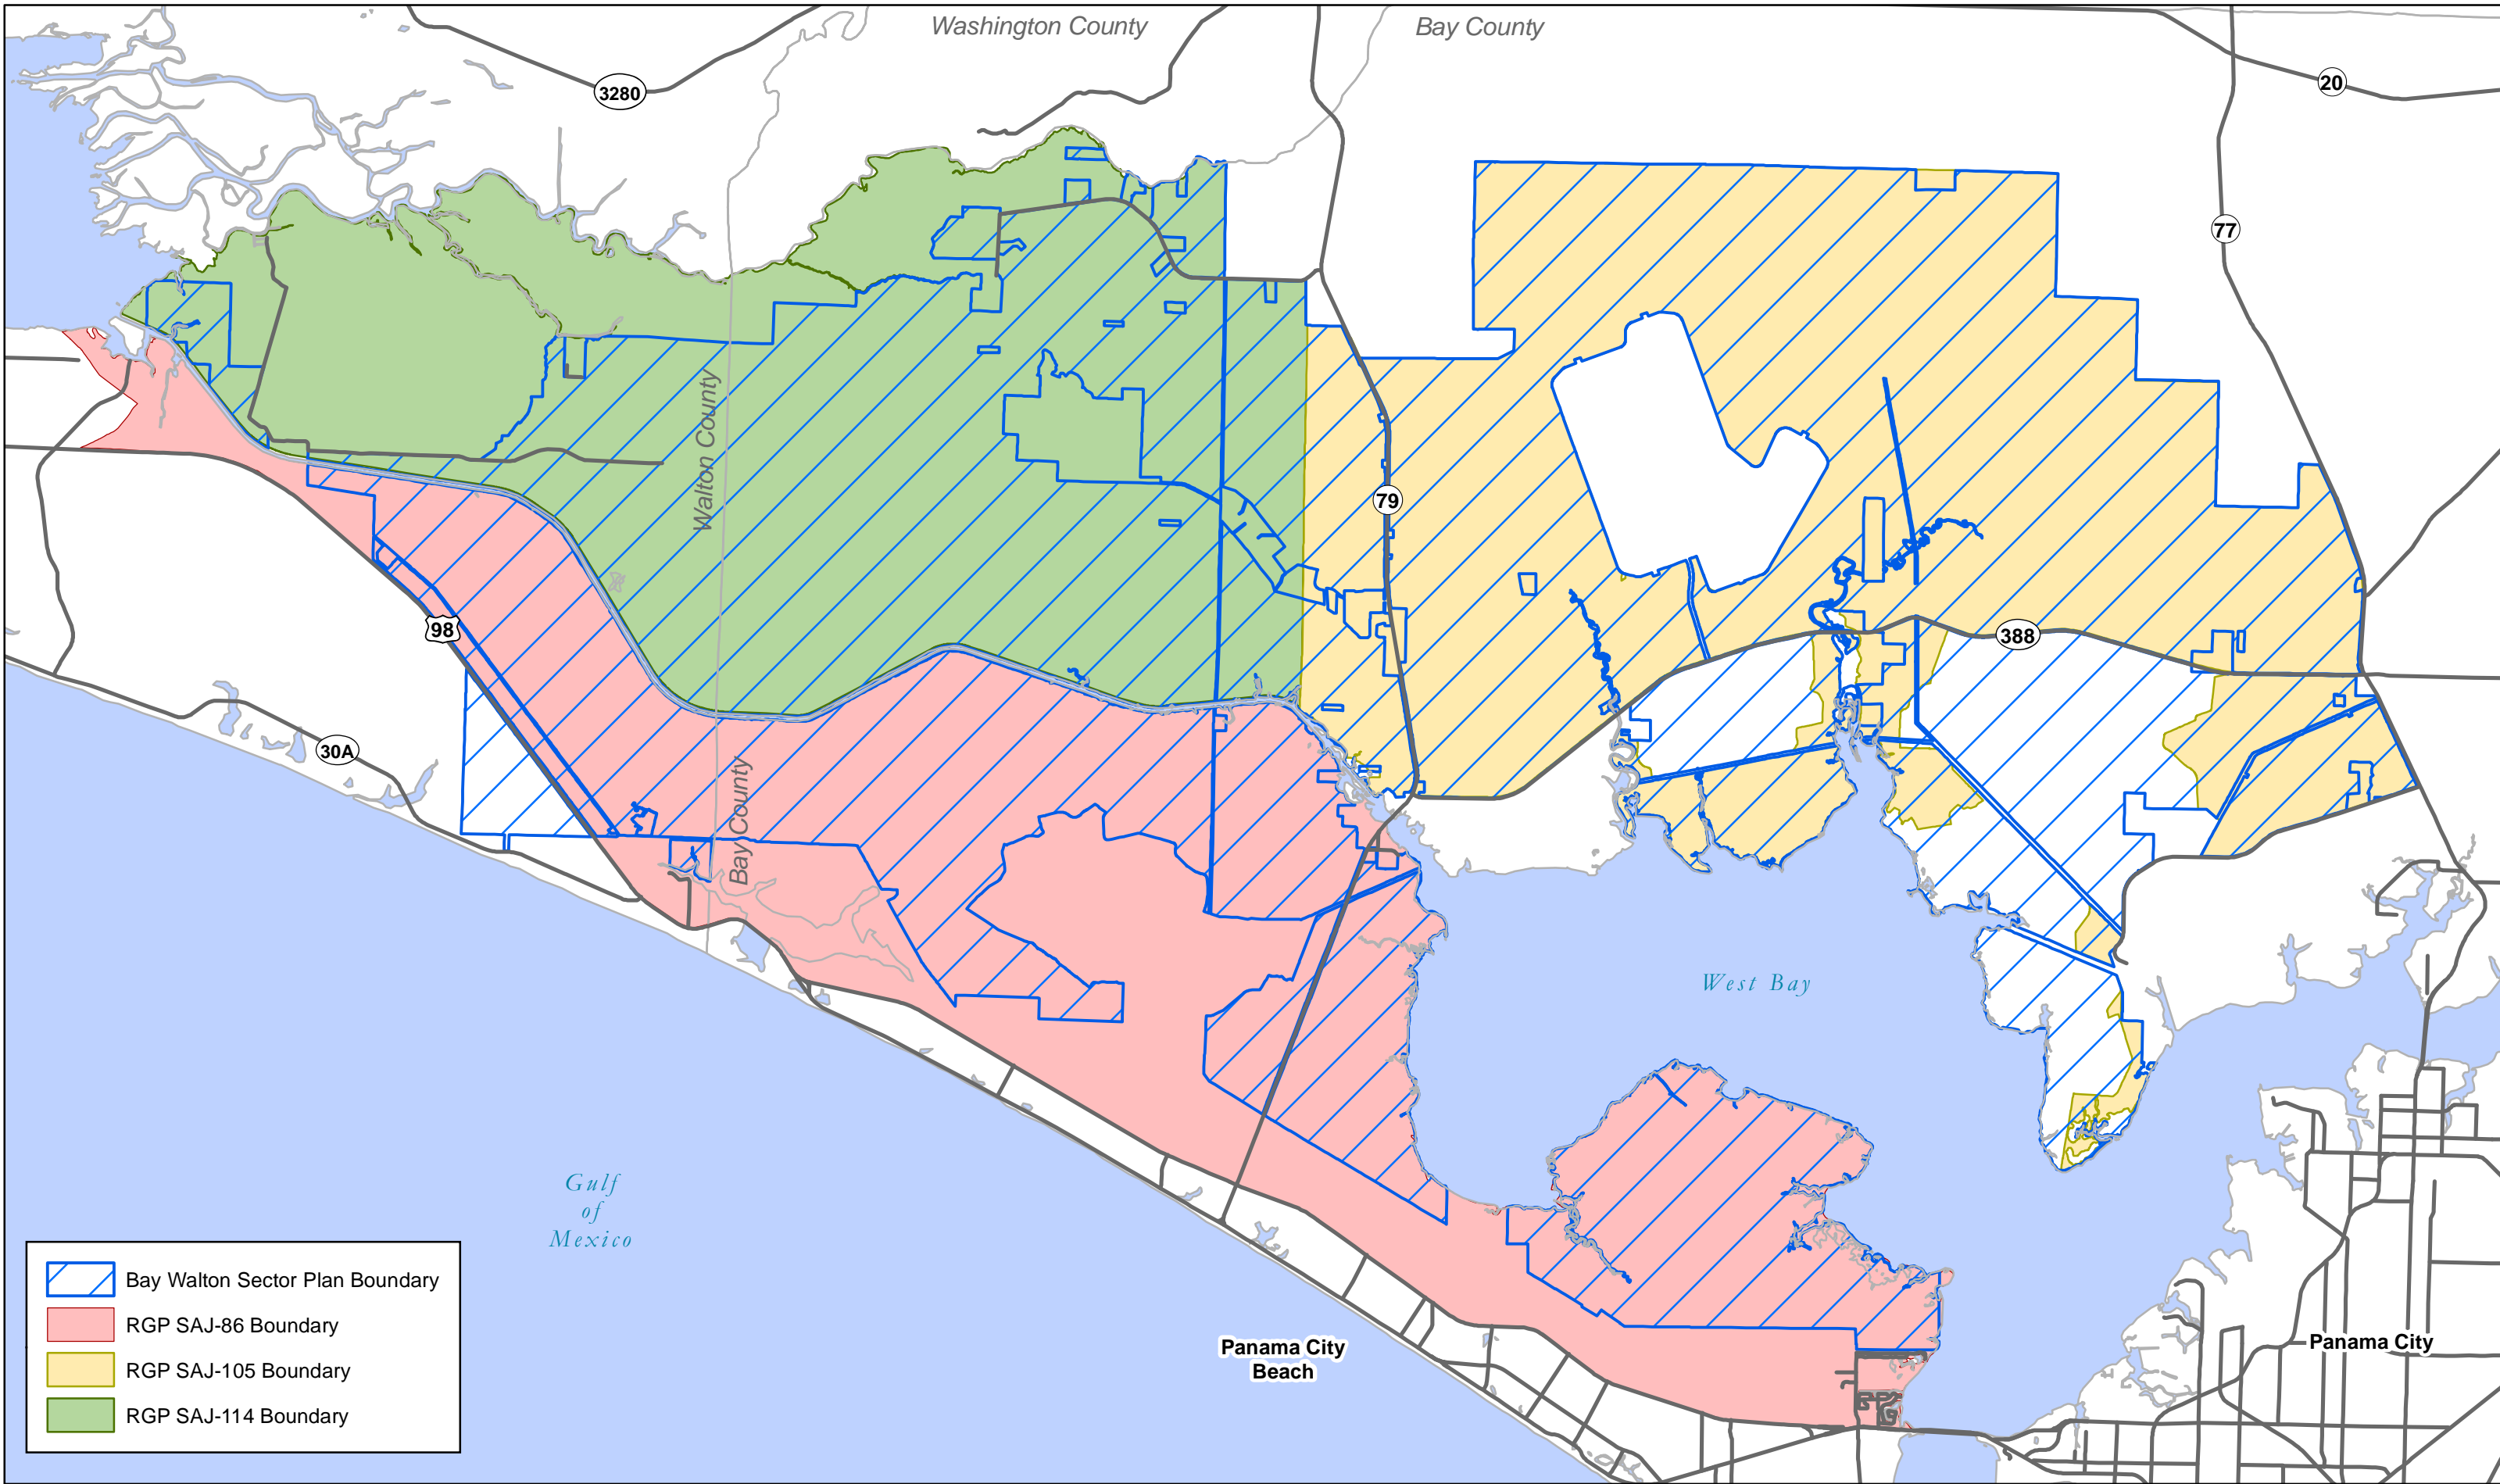 Washington County
Bay County
3280
20
77
Walton County
79
98
388
30A
Bay County
West Bay
Gulf
of
Mexico
Panama City
Beach
Panama City
Bay Walton Sector Plan Boundary
RGP SAJ-86 Boundary
RGP SAJ-105 Boundary
RGP SAJ-114 Boundary